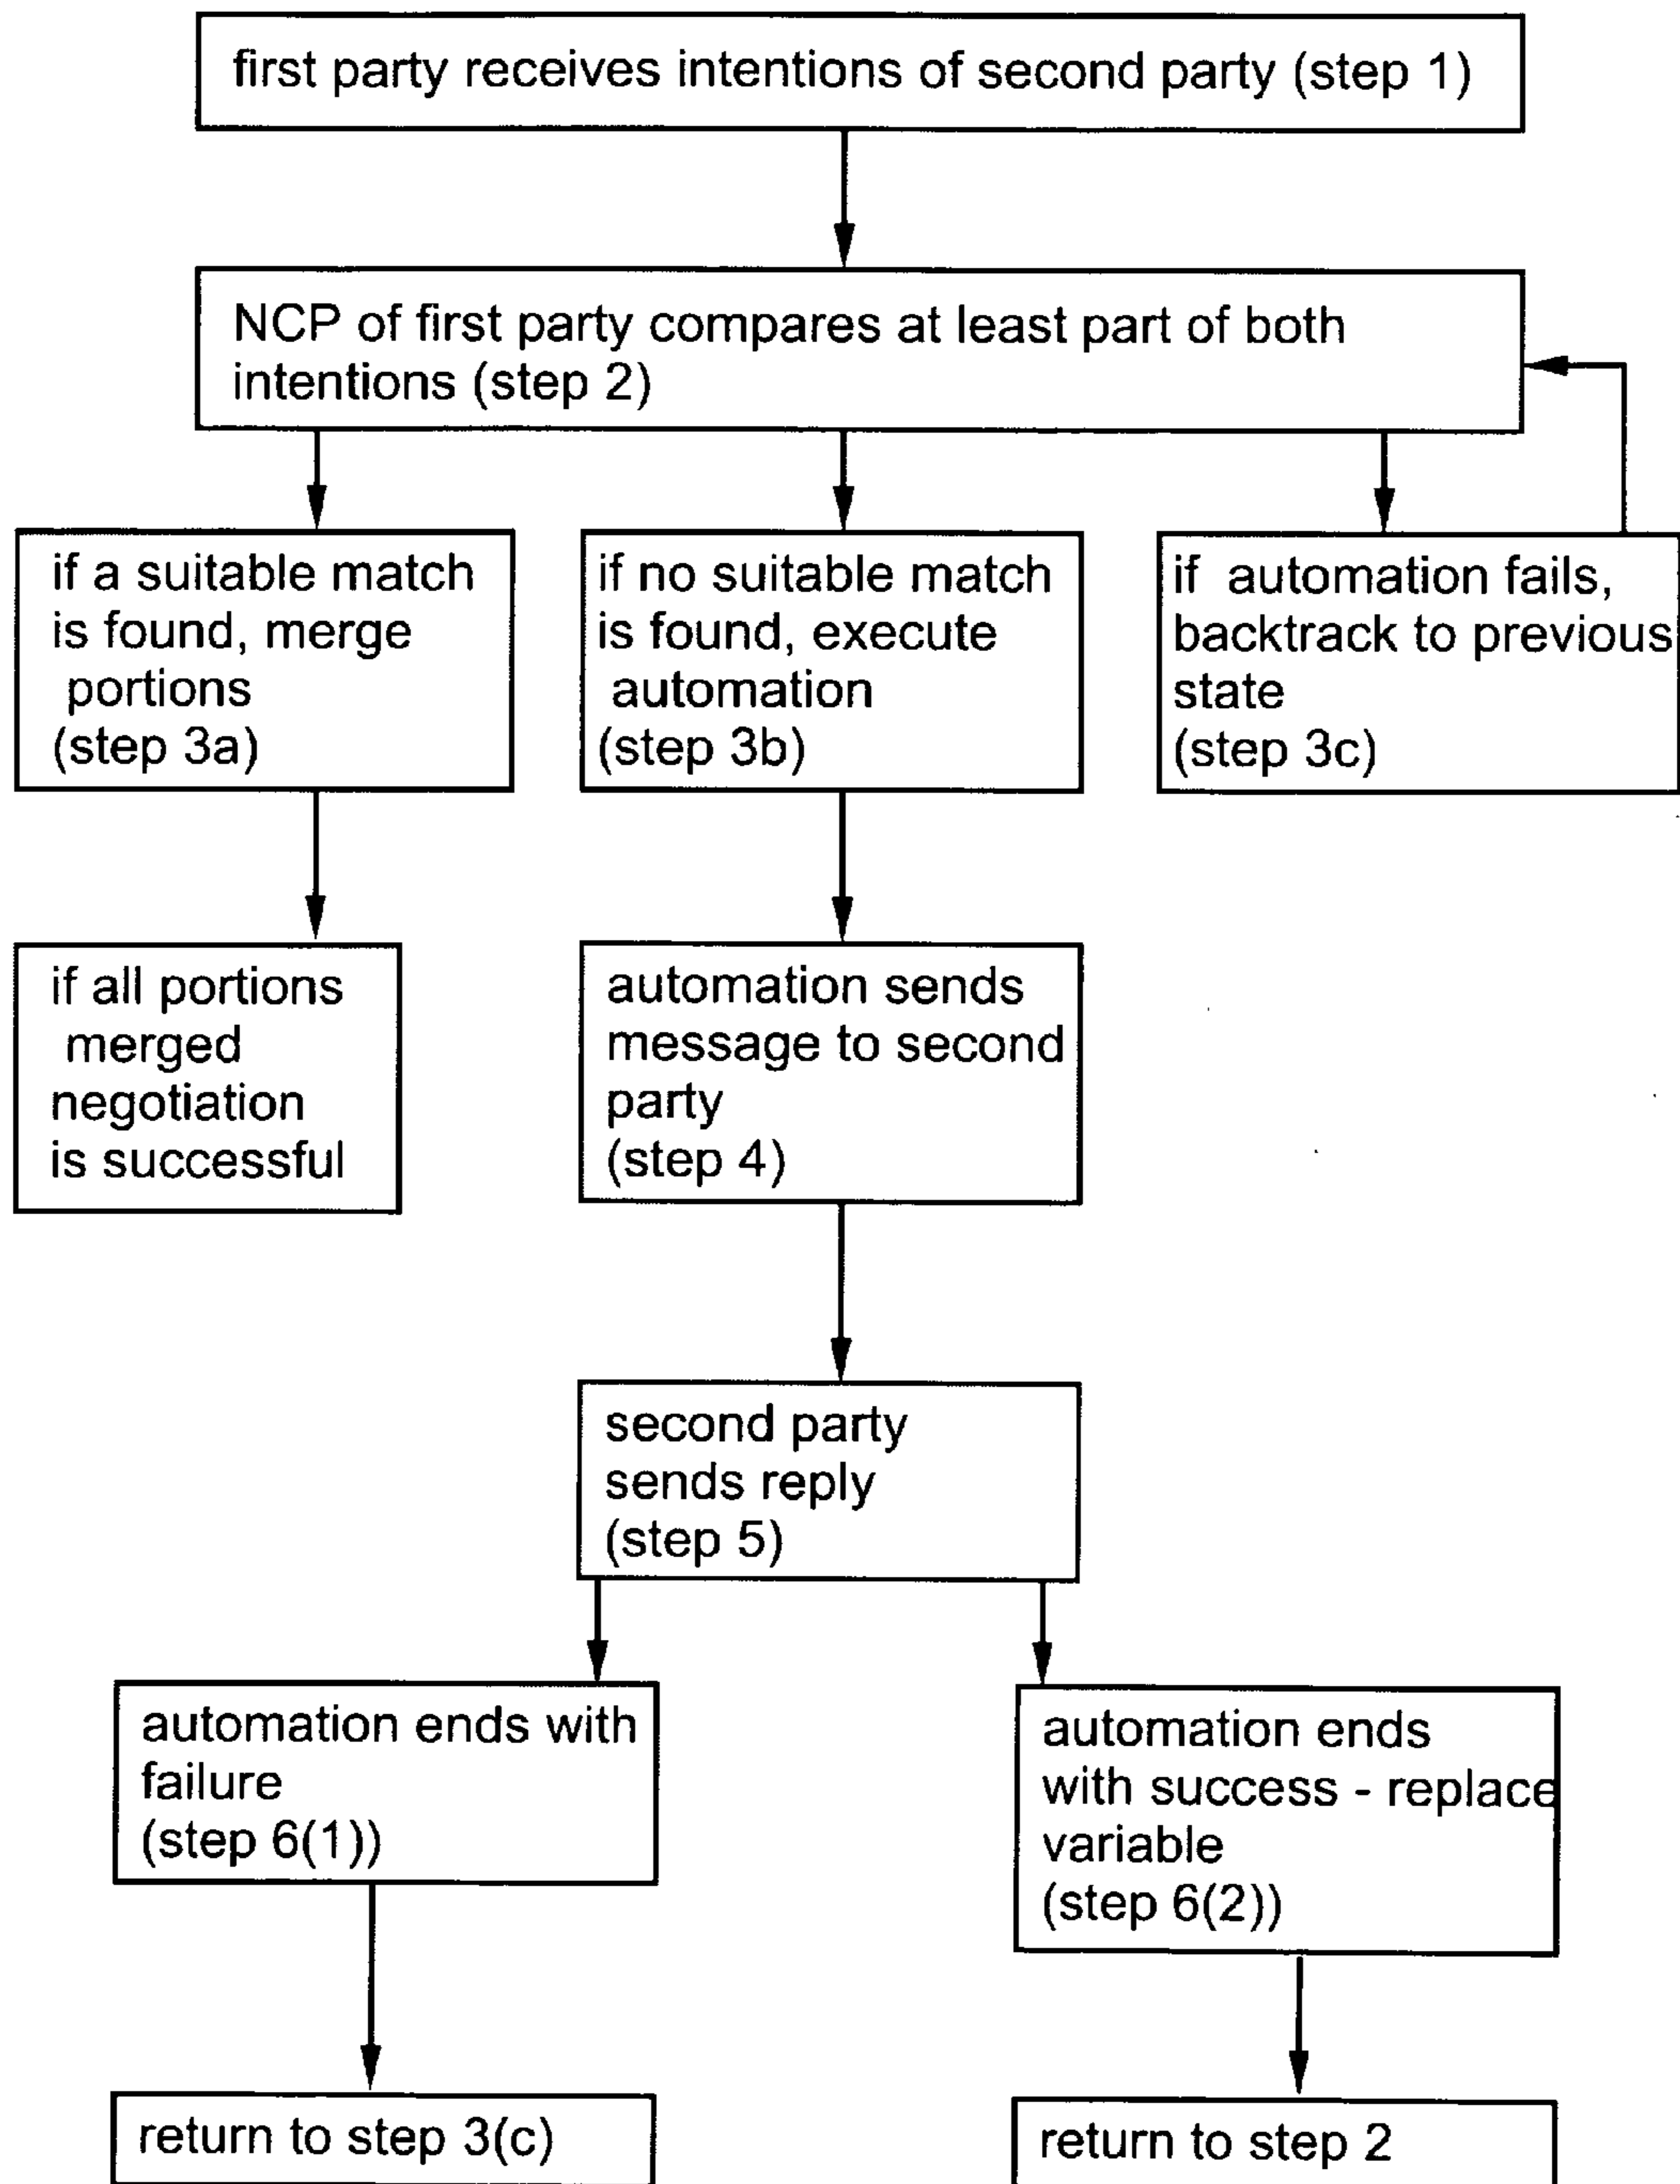 first party receives intentions of second party (step 1)
NCP of first party compares at least part of both
intentions (step 2)
if a suitable match
is found, merge
portions
(step 3a)
if no suitable match
is found, execute
automation
(step 3b)
if automation fails,
backtrack to previous
state
(step 3c)
if all portions
merged
negotiation
is successful
automation sends
message to second
party
(step 4)
second party
sends reply
(step 5)
automation ends with
failure
(step 6(1))
automation ends
with success - replace
variable
(step 6(2))
return to step 3(c)
return to step 2